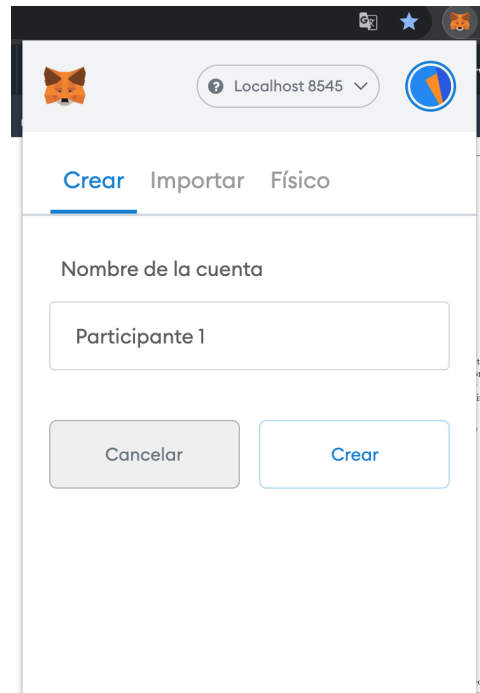 Localhost 8545
Crear Importar Físico
Nombre de la cuenta
Participante 1
Cancelar Crear